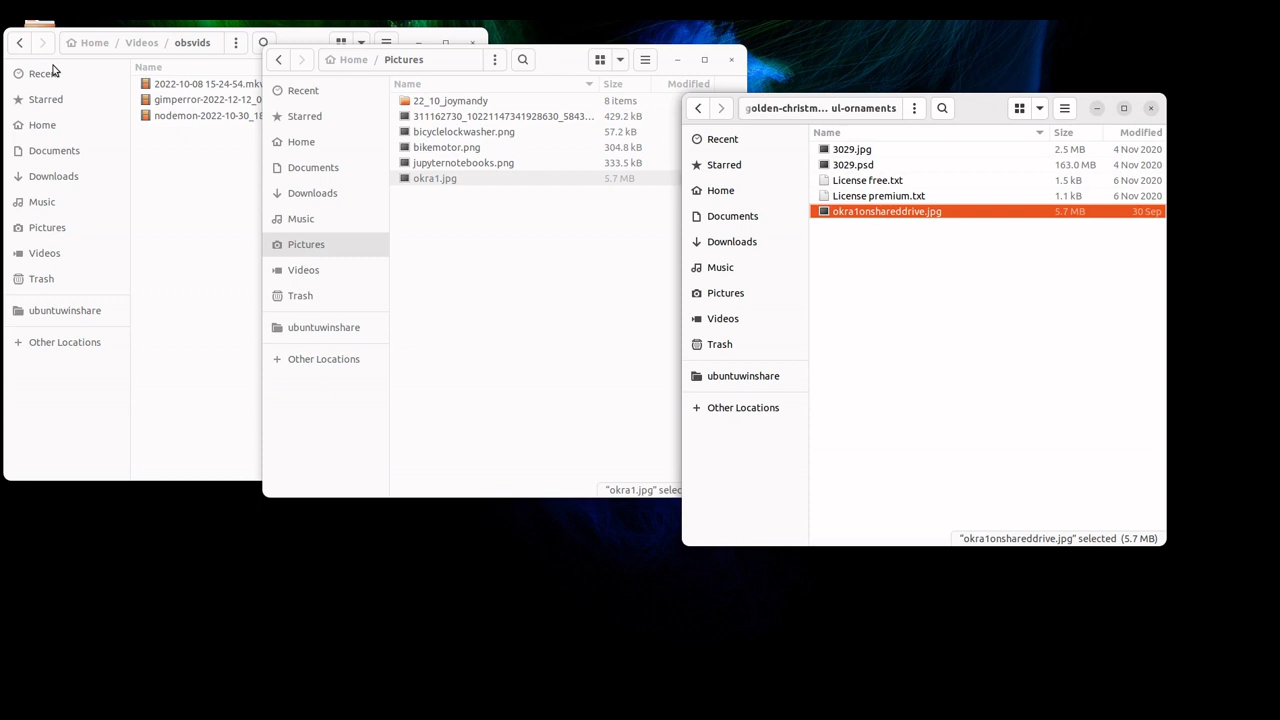 Home / Videos / obsvids
Recent
Starred
Home
Documents
Downloads
Music
Pictures
Videos
Trash
ubuntuwinshare
Other Locations
Name
2022-10-08 15-24-54.mkv
gimperror-2022-12-12_0
nodemon-2022-10-30_18
Home / Pictures
Recent
Starred
Home
Documents
Downloads
Music
Pictures
Videos
Trash
ubuntuwinshare
Other Locations
Name Size Modified
22_10_joymandy 8 items
311162730_10221147341928630_5843... 429.2 kB
bicyclelockwasher.png 57.2 kB
bikemotor.png 304.8 kB
jupyternotebooks.png 333.5 kB
okra1.jpg 5.7 MB
"okra1.jpg" selec
golden-christm... ul-ornaments
Recent
Starred
Home
Documents
Downloads
Music
Pictures
Videos
Trash
ubuntuwinshare
Other Locations
Name Size Modified
3029.jpg 2.5 MB 4 Nov 2020
3029.psd 163.0 MB 4 Nov 2020
License free.txt 1.5 kB 6 Nov 2020
License premium.txt 1.1 kB 6 Nov 2020
okra1onshareddrive.jpg 5.7 MB 30 Sep
"okra1onshareddrive.jpg" selected (5.7 MB)